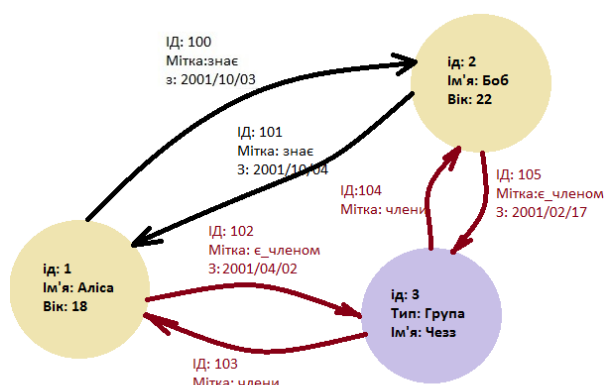 ІД: 100
Мітка:знає
з: 2001/10/03
ід: 2
Ім'я: Боб
Вік: 22
ІД: 101
Мітка: знає
З: 2001/10/04
ІД:104
Мітка: члени
ІД: 105
Мітка:є_членом
З: 2001/02/17
ІД: 102
Мітка: є_членом
З: 2001/04/02
ід: 1
Ім'я: Аліса
Вік: 18
ід: 3
Тип: Група
Ім'я: Чезз
ІД: 103
Мітка: члени